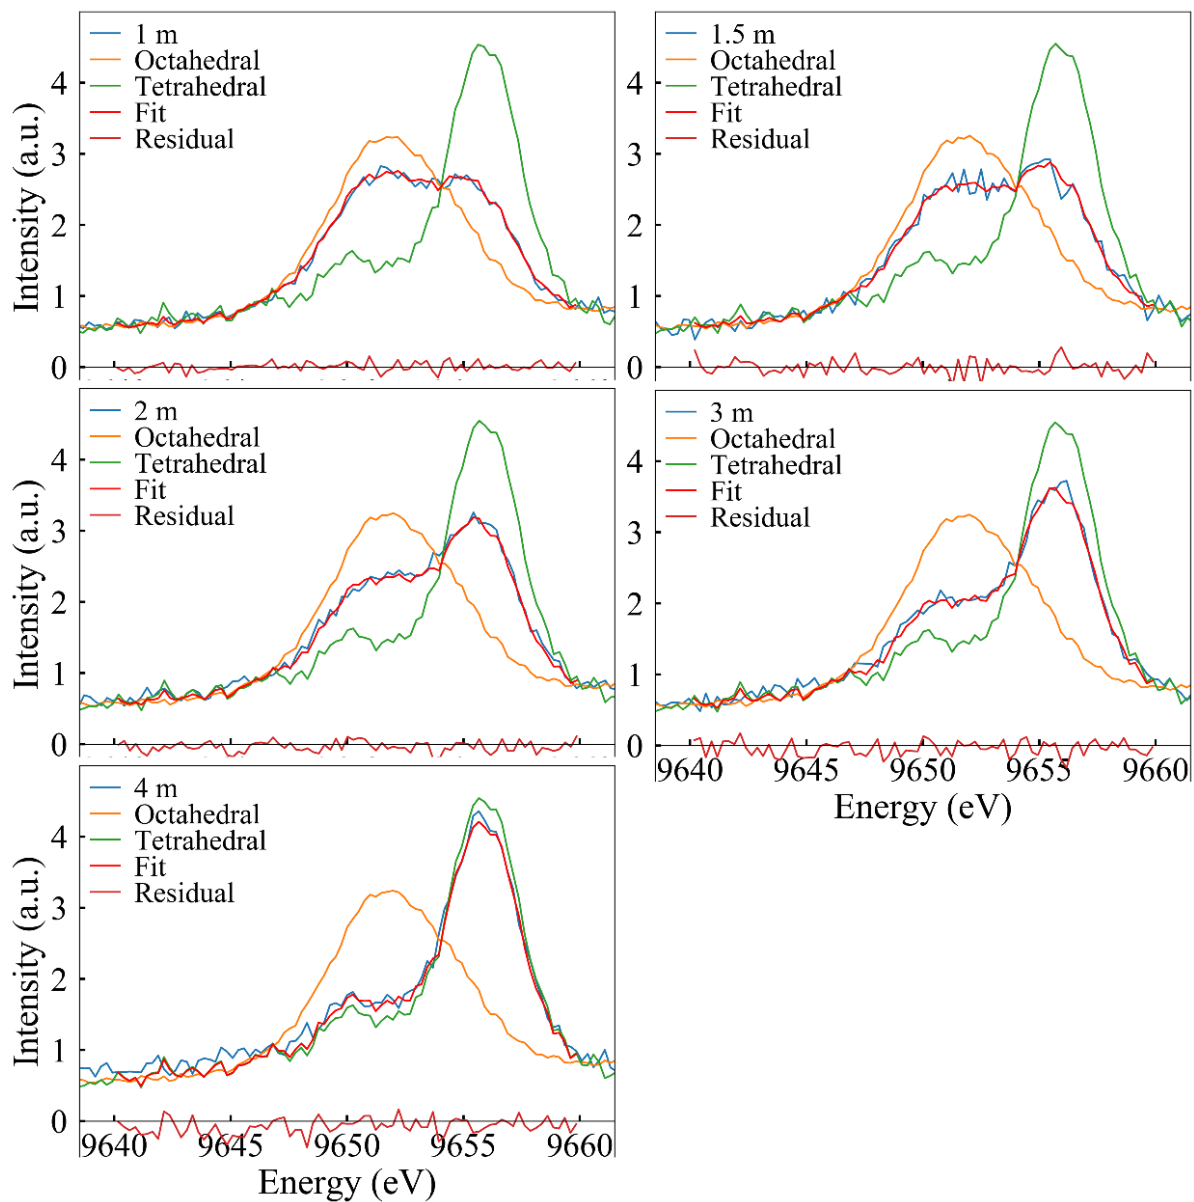 1 m
Octahedral
Tetrahedral
Fit
Residual
4
3
2
1
0
Intensity (a.u.)
1.5 m
Octahedral
Tetrahedral
Fit
Residual
4
3
2
1
0
2 m
Octahedral
Tetrahedral
Fit
Residual
4
3
2
1
0
Intensity (a.u.)
3 m
Octahedral
Tetrahedral
Fit
Residual
4
3
2
1
0
9640 9645 9650 9655 9660
Energy (eV)
4 m
Octahedral
Tetrahedral
Fit
Residual
4
3
2
1
0
Intensity (a.u.)
9640 9645 9650 9655 9660
Energy (eV)